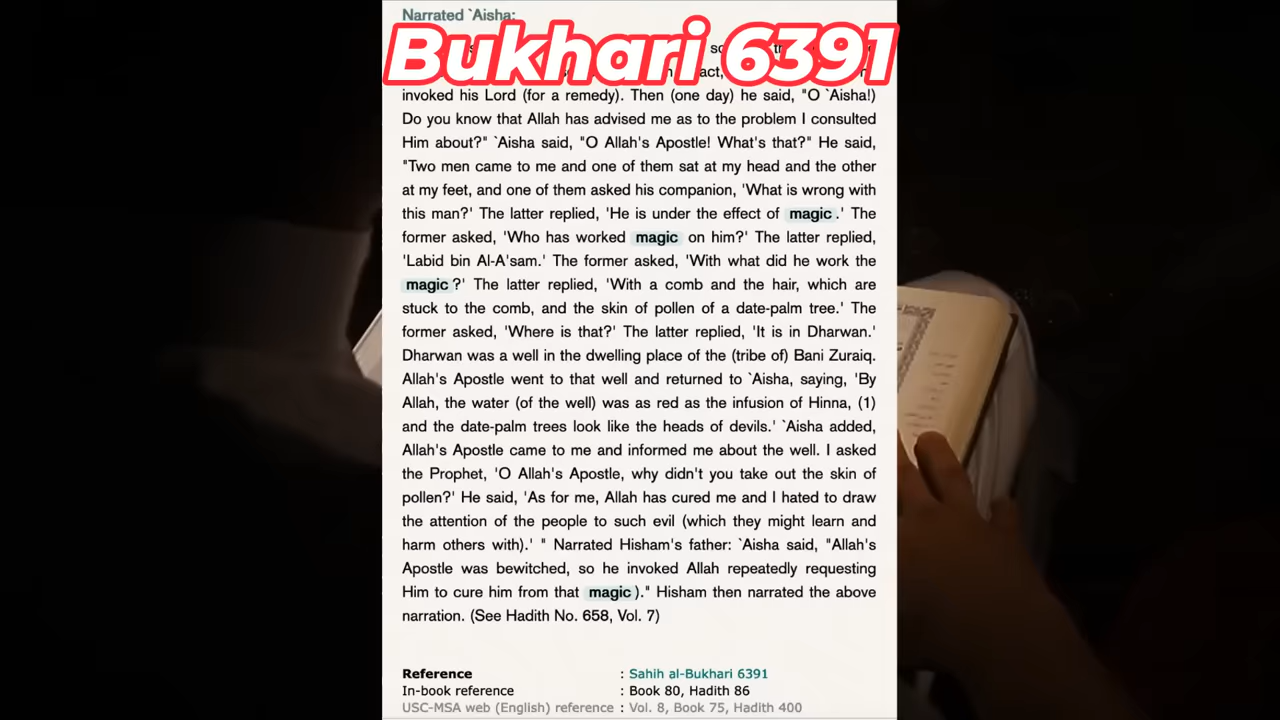 Narrated `Aisha:
Bukhari 6391
invoked his Lord (for a remedy). Then (one day) he said, "O `Aisha!)
Do you know that Allah has advised me as to the problem I consulted
Him about?" `Aisha said, "O Allah's Apostle! What's that?" He said,
"Two men came to me and one of them sat at my head and the other
at my feet, and one of them asked his companion, 'What is wrong with
this man?' The latter replied, 'He is under the effect of magic .' The
former asked, 'Who has worked magic on him?' The latter replied,
'Labid bin Al-A'sam.' The former asked, 'With what did he work the
magic ?' The latter replied, 'With a comb and the hair, which are
stuck to the comb, and the skin of pollen of a date-palm tree.' The
former asked, 'Where is that?' The latter replied, 'It is in Dharwan.'
Dharwan was a well in the dwelling place of the (tribe of) Bani Zuraiq.
Allah's Apostle went to that well and returned to `Aisha, saying, 'By
Allah, the water (of the well) was as red as the infusion of Hinna, (1)
and the date-palm trees look like the heads of devils.' `Aisha added,
Allah's Apostle came to me and informed me about the well. I asked
the Prophet, 'O Allah's Apostle, why didn't you take out the skin of
pollen?' He said, 'As for me, Allah has cured me and I hated to draw
the attention of the people to such evil (which they might learn and
harm others with).' " Narrated Hisham's father: `Aisha said, "Allah's
Apostle was bewitched, so he invoked Allah repeatedly requesting
Him to cure him from that magic )." Hisham then narrated the above
narration. (See Hadith No. 658, Vol. 7)
Reference : Sahih al-Bukhari 6391
In-book reference : Book 80, Hadith 86
USC-MSA web (English) reference : Vol. 8, Book 75, Hadith 400